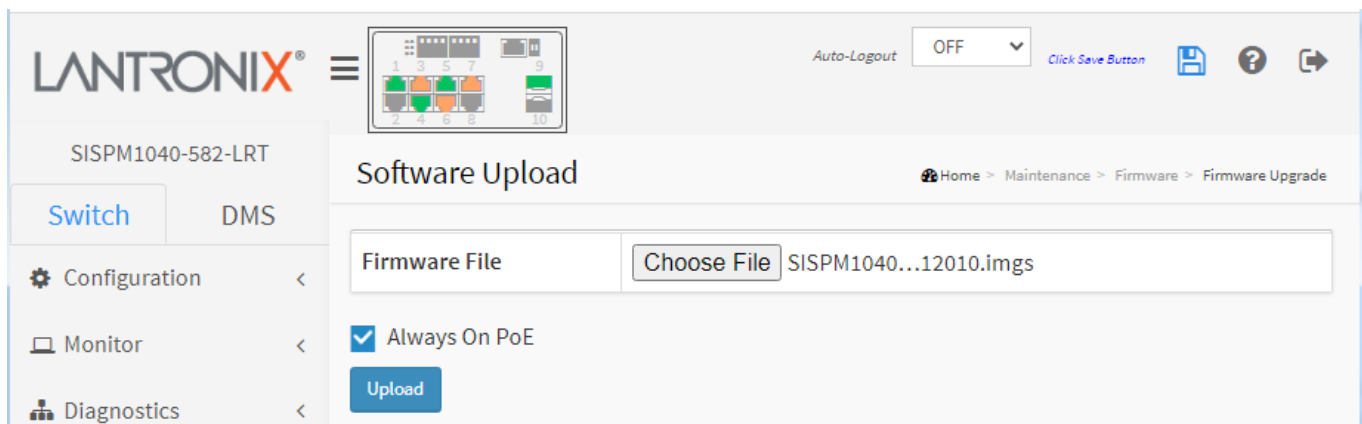 LANTRONIX®
1 3 5 7 9
2 4 6 8 10
Auto-Logout OFF Click Save Button
SISPM1040-582-LRT
Switch DMS
Configuration <
Monitor <
Diagnostics <
Software Upload
Home > Maintenance > Firmware > Firmware Upgrade
Firmware File Choose File SISPM1040...12010.imgs
Always On PoE
Upload